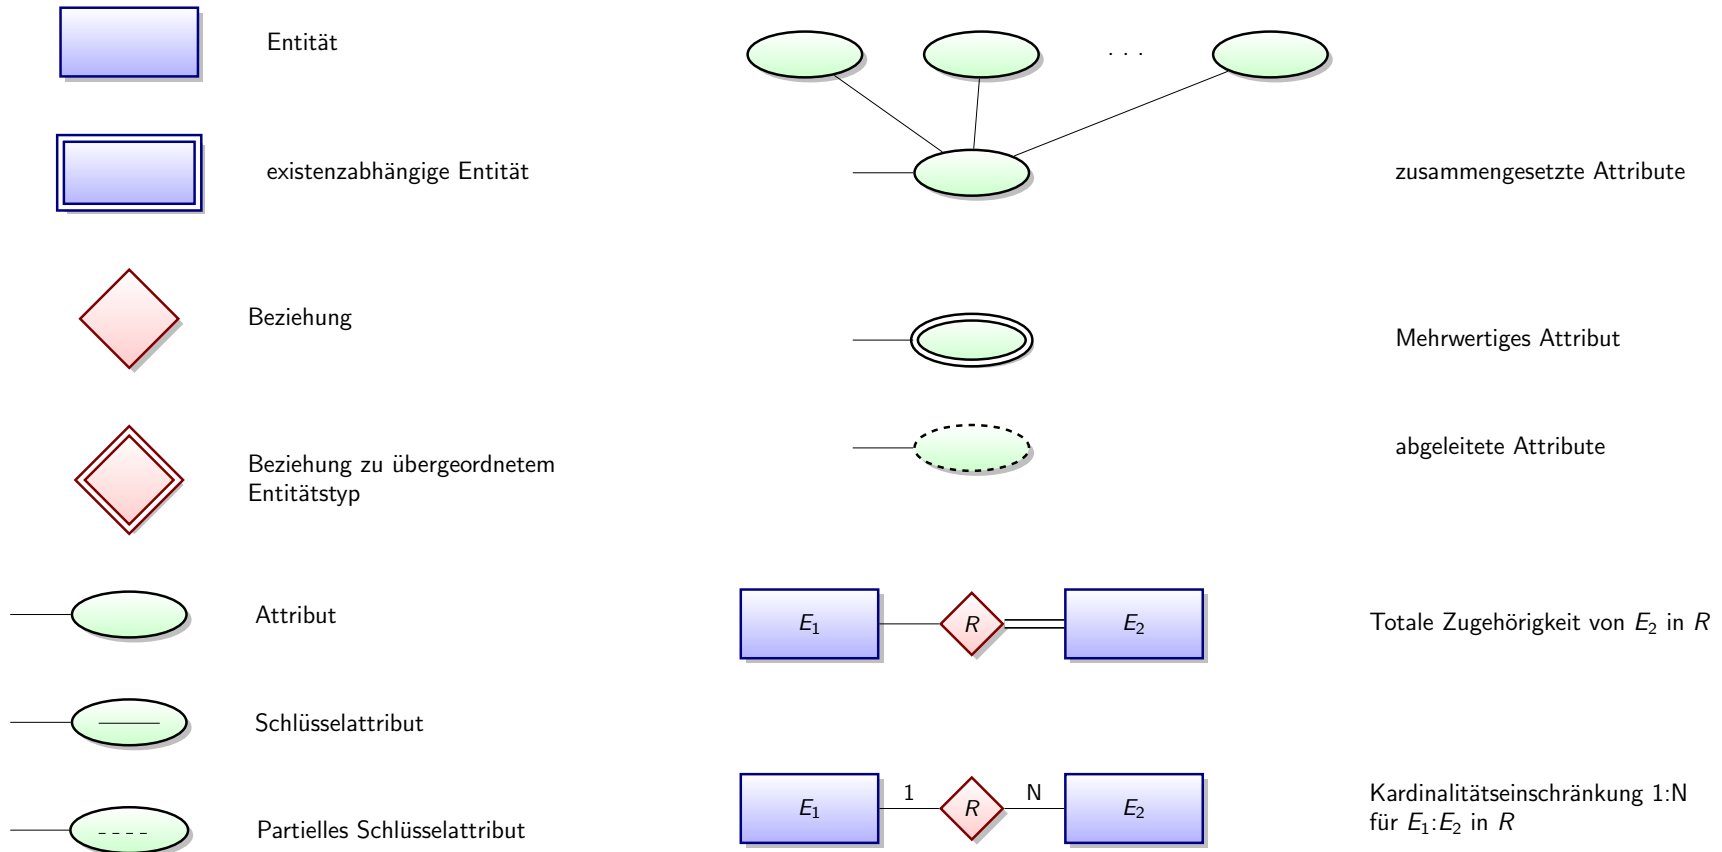 Entität
existenzabhängige Entität
Beziehung
Beziehung zu übergeordnetem
Entitätstyp
Attribut
Schlüsselattribut
Partielles Schlüsselattribut
. . .
zusammengesetzte Attribute
Mehrwertiges Attribut
abgeleitete Attribute
E₁ R E₂
Totale Zugehörigkeit von E₂ in R
E₁ 1 R N E₂
Kardinalitätseinschränkung 1:N
für E₁:E₂ in R